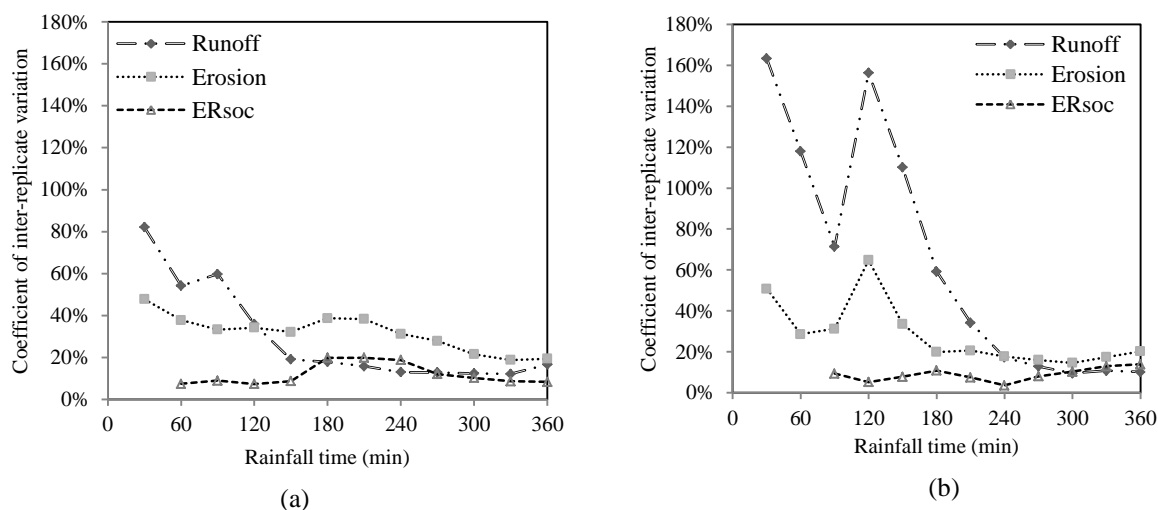 180%
160%
140%
120%
100%
80%
60%
40%
20%
0%
Coefficient of inter-replicate variation
Runoff
Erosion
ERsoc
0 60 120 180 240 300 360
Rainfall time (min)
(a)
180%
160%
140%
120%
100%
80%
60%
40%
20%
0%
Coefficient of inter-replicate variation
Runoff
Erosion
ERsoc
0 60 120 180 240 300 360
Rainfall time (min)
(b)